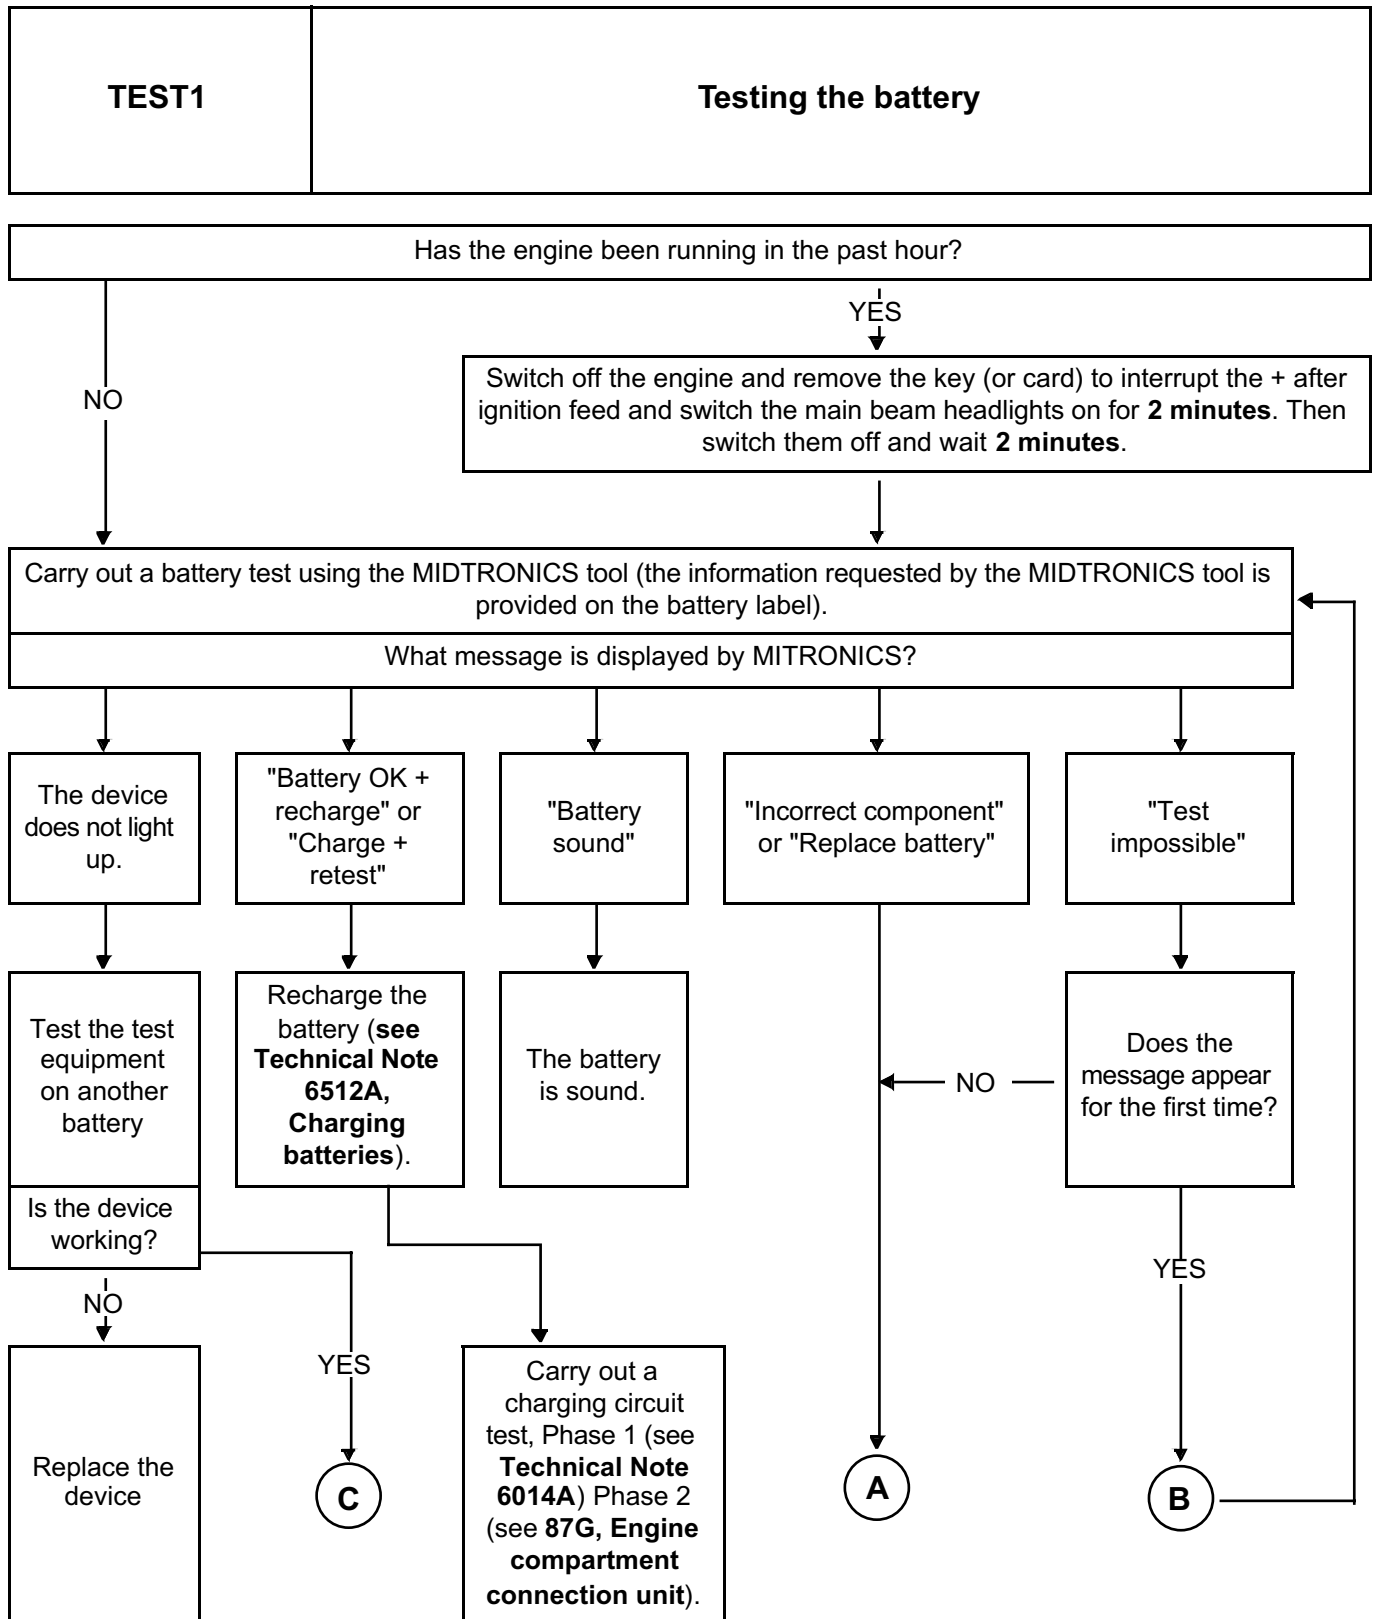 TEST1
Testing the battery
Has the engine been running in the past hour?
YES
NO
Switch off the engine and remove the key (or card) to interrupt the + after
ignition feed and switch the main beam headlights on for 2 minutes. Then
switch them off and wait 2 minutes.
Carry out a battery test using the MIDTRONICS tool (the information requested by the MIDTRONICS tool is
provided on the battery label).
What message is displayed by MITRONICS?
The device
does not light
up.
"Battery OK +
recharge" or
"Charge +
retest"
"Battery
sound"
"Incorrect component"
or "Replace battery"
"Test
impossible"
Test the test
equipment
on another
battery
Is the device
working?
Recharge the
battery (see
Technical Note
6512A,
Charging
batteries).
The battery
is sound.
NO
Does the
message appear
for the first time?
YES
NO
YES
Replace the
device
C
Carry out a
charging circuit
test, Phase 1 (see
Technical Note
6014A) Phase 2
(see 87G, Engine
compartment
connection unit).
A
B